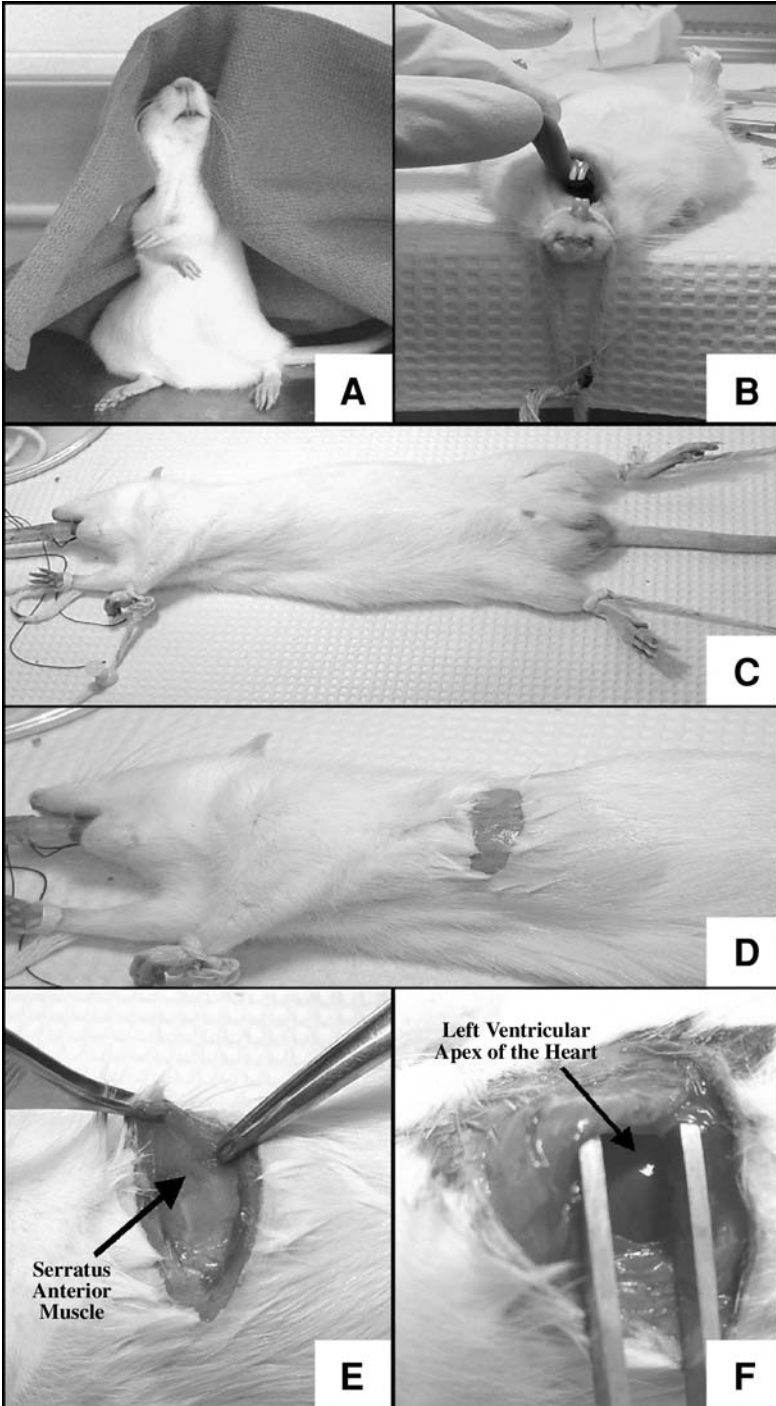 A
B
C
D
Serratus
Anterior
Muscle
E
Left Ventricular
Apex of the Heart
F